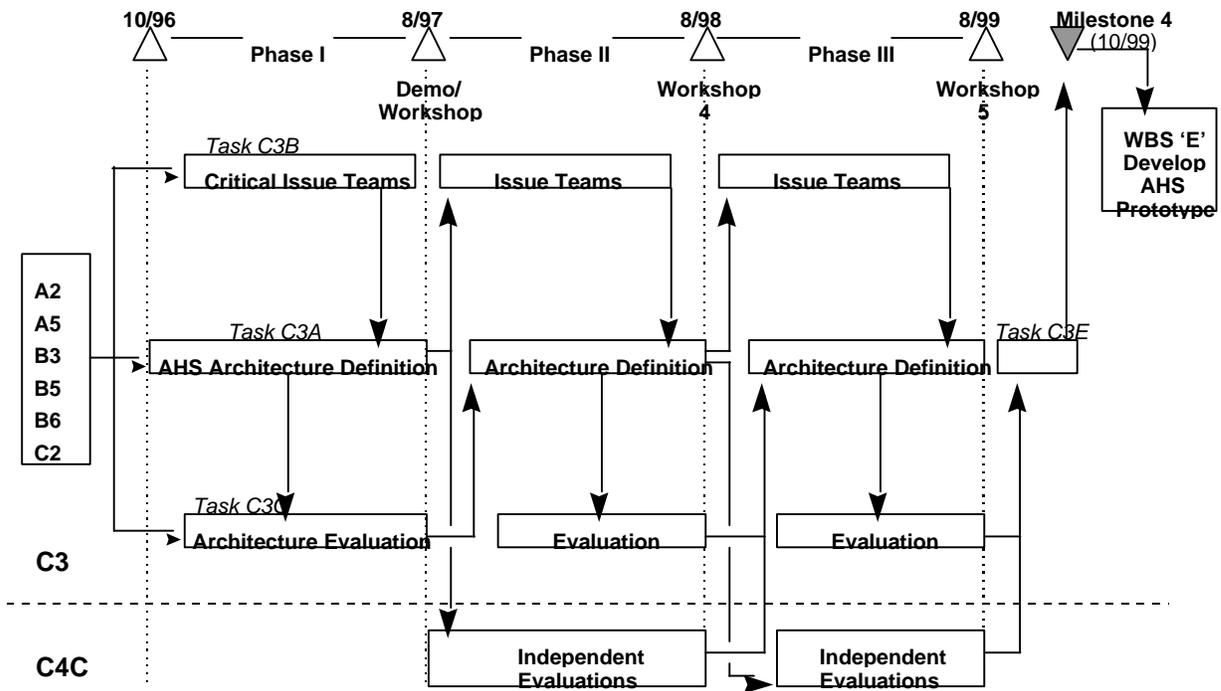 10/96
8/97
8/98
8/99
Milestone 4
(10/99)
Phase I
Phase II
Phase III
Demo/
Workshop
Workshop
4
Workshop
5
WBS ‘E’
Develop
AHS
Prototype
Task C3B
Critical Issue Teams
Issue Teams
Issue Teams
A2
A5
B3
B5
B6
C2
Task C3A
AHS Architecture Definition
Architecture Definition
Architecture Definition
Task C3E
Task C3C
Architecture Evaluation
Evaluation
Evaluation
C3
C4C
Independent
Evaluations
Independent
Evaluations